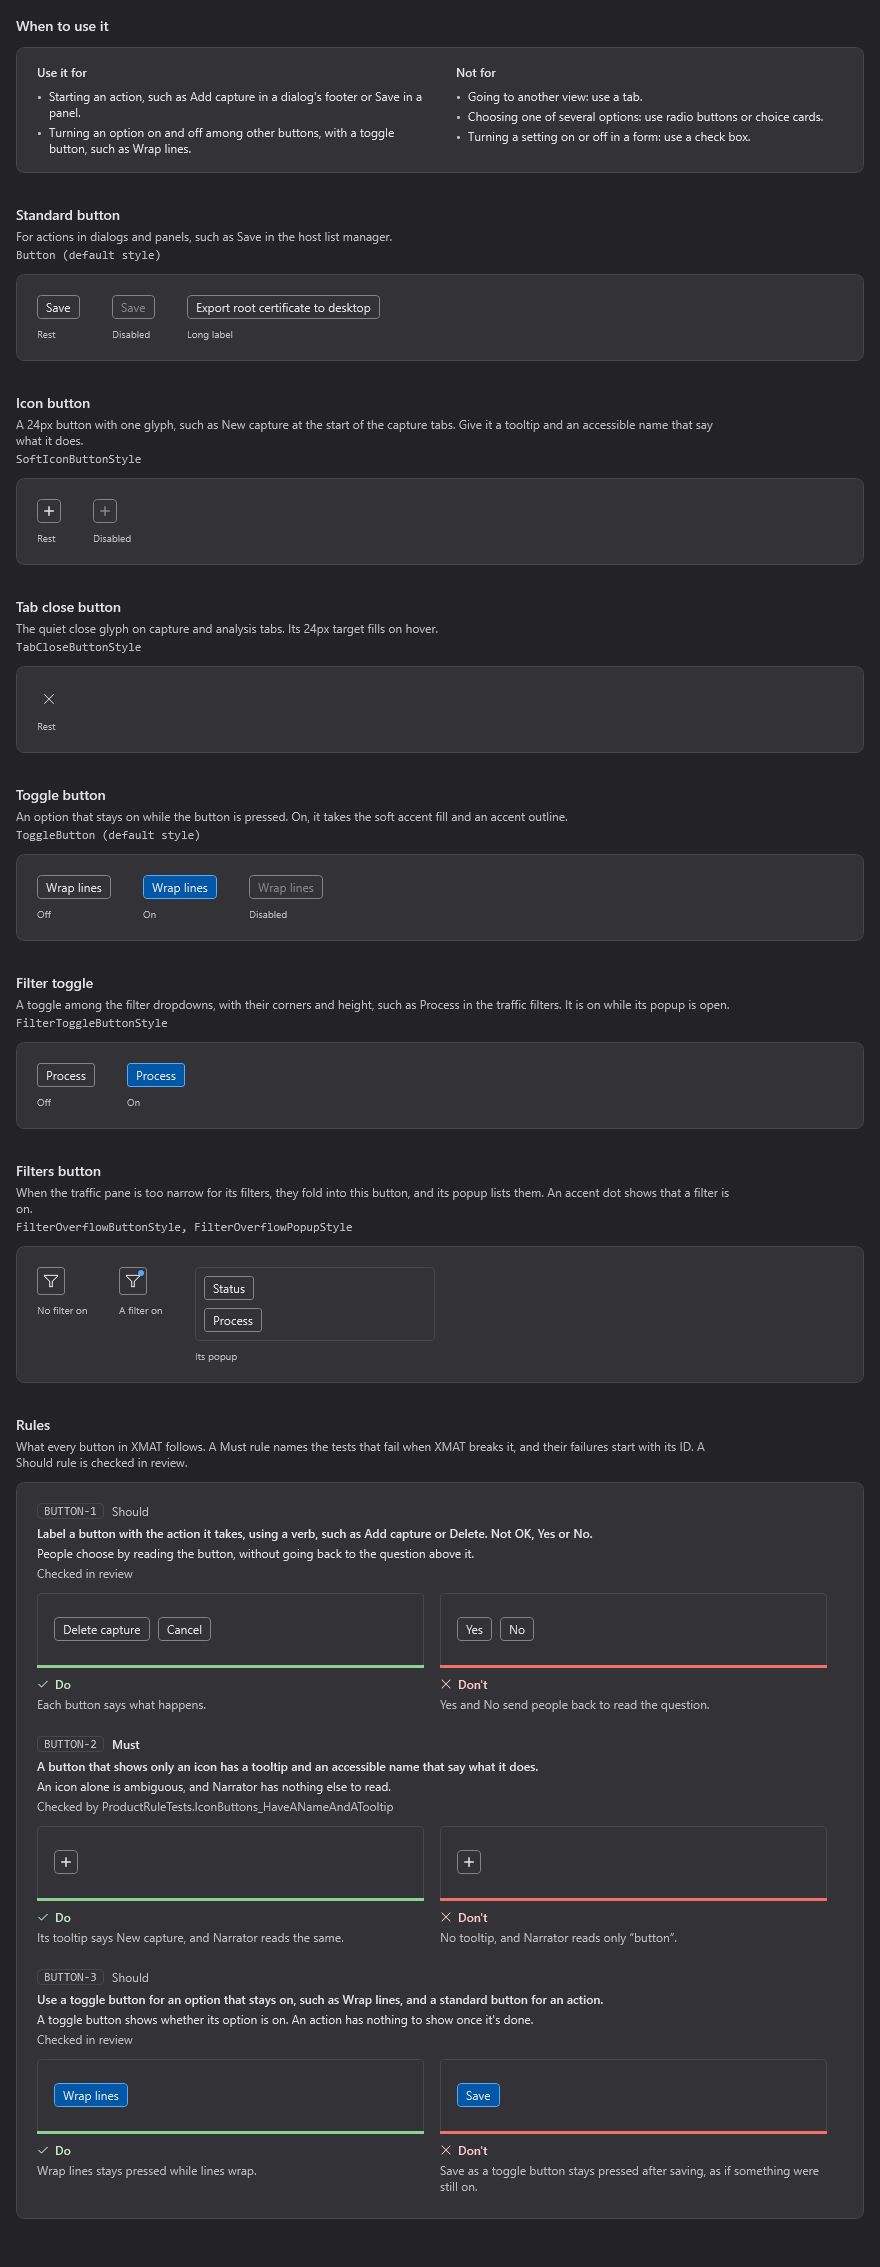 When to use it
Use it for
• Starting an action, such as Add capture in a dialog's footer or Save in a
panel.
• Turning an option on and off among other buttons, with a toggle
button, such as Wrap lines.
Not for
• Going to another view: use a tab.
• Choosing one of several options: use radio buttons or choice cards.
• Turning a setting on or off in a form: use a check box.
Standard button
For actions in dialogs and panels, such as Save in the host list manager.
Button (default style)
Save
Save
Export root certificate to desktop
Rest
Disabled
Long label
Icon button
A 24px button with one glyph, such as New capture at the start of the capture tabs. Give it a tooltip and an accessible name that say
what it does.
SoftIconButtonStyle
Rest
Disabled
Tab close button
The quiet close glyph on capture and analysis tabs. Its 24px target fills on hover.
TabCloseButtonStyle
Rest
Toggle button
An option that stays on while the button is pressed. On, it takes the soft accent fill and an accent outline.
ToggleButton (default style)
Wrap lines
Wrap lines
Wrap lines
Off
On
Disabled
Filter toggle
A toggle among the filter dropdowns, with their corners and height, such as Process in the traffic filters. It is on while its popup is open.
FilterToggleButtonStyle
Process
Process
Off
On
Filters button
When the traffic pane is too narrow for its filters, they fold into this button, and its popup lists them. An accent dot shows that a filter is
on.
FilterOverflowButtonStyle, FilterOverflowPopupStyle
Status
Process
No filter on
A filter on
Its popup
Rules
What every button in XMAT follows. A Must rule names the tests that fail when XMAT breaks it, and their failures start with its ID. A
Should rule is checked in review.
BUTTON-1 Should
Label a button with the action it takes, using a verb, such as Add capture or Delete. Not OK, Yes or No.
People choose by reading the button, without going back to the question above it.
Checked in review
Delete capture
Cancel
Yes
No
Do
Each button says what happens.
Don't
Yes and No send people back to read the question.
BUTTON-2 Must
A button that shows only an icon has a tooltip and an accessible name that say what it does.
An icon alone is ambiguous, and Narrator has nothing else to read.
Checked by ProductRuleTests.IconButtons_HaveANameAndATooltip
Do
Its tooltip says New capture, and Narrator reads the same.
Don't
No tooltip, and Narrator reads only “button”.
BUTTON-3 Should
Use a toggle button for an option that stays on, such as Wrap lines, and a standard button for an action.
A toggle button shows whether its option is on. An action has nothing to show once it's done.
Checked in review
Wrap lines
Save
Do
Wrap lines stays pressed while lines wrap.
Don't
Save as a toggle button stays pressed after saving, as if something were
still on.